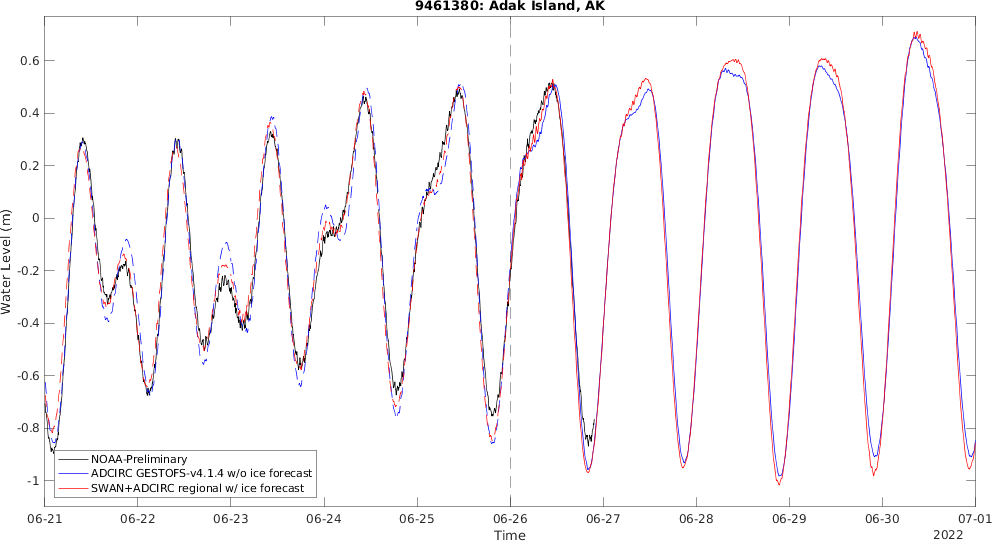 9461380: Adak Island, AK
0.6
0.4
0.2
0
-0.2
-0.4
-0.6
-0.8
-1
Water Level (m)
NOAA-Preliminary
ADCIRC GESTOFS-v4.1.4 w/o ice forecast
SWAN+ADCIRC regional w/ ice forecast
06-21 06-22 06-23 06-24 06-25 06-26 06-27 06-28 06-29 06-30 07-01
Time
2022